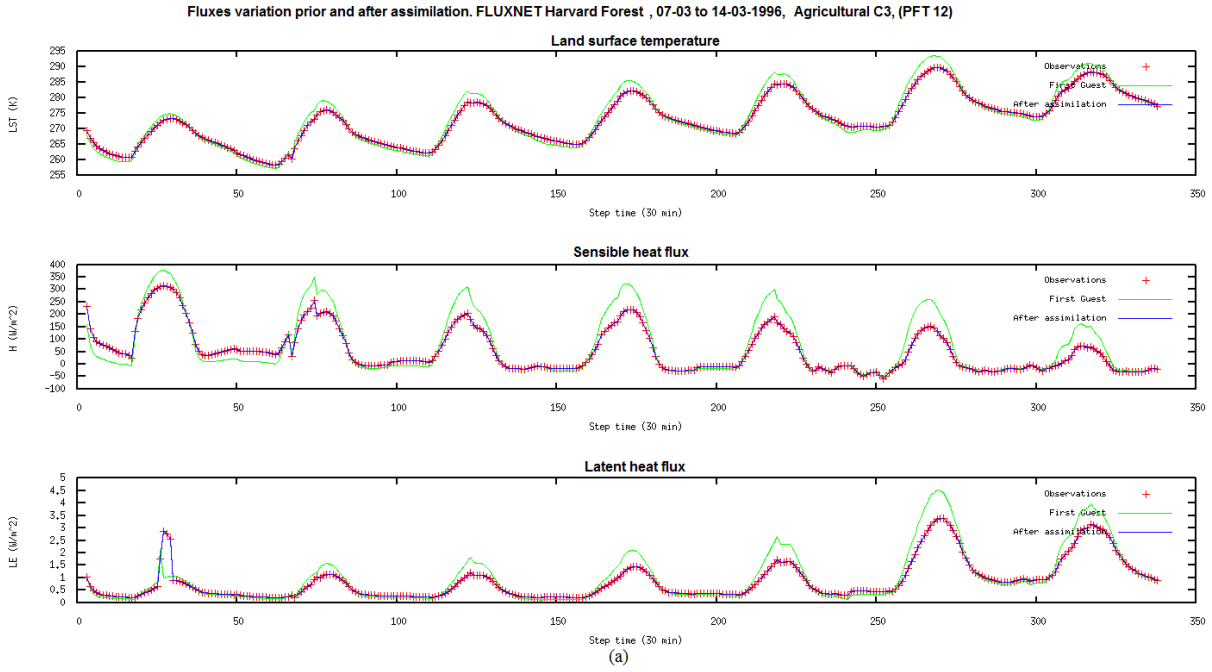 Fluxes variation prior and after assimilation. FLUXNET Harvard Forest , 07-03 to 14-03-1996, Agricultural C3, (PFT 12)
Land surface temperature
LST (K)
295
290
285
280
275
270
265
260
255
Observations
First Guest
After assimilation
0 50 100 150 200 250 300 350
Step time (30 min)
Sensible heat flux
H (W/m^2)
400
350
300
250
200
150
100
50
0
-50
-100
Observations
First Guest
After assimilation
0 50 100 150 200 250 300 350
Step time (30 min)
Latent heat flux
LE (W/m^2)
5
4.5
4
3.5
3
2.5
2
1.5
1
0.5
0
Observations
First Guest
After assimilation
0 50 100 150 200 250 300 350
Step time (30 min)
(a)